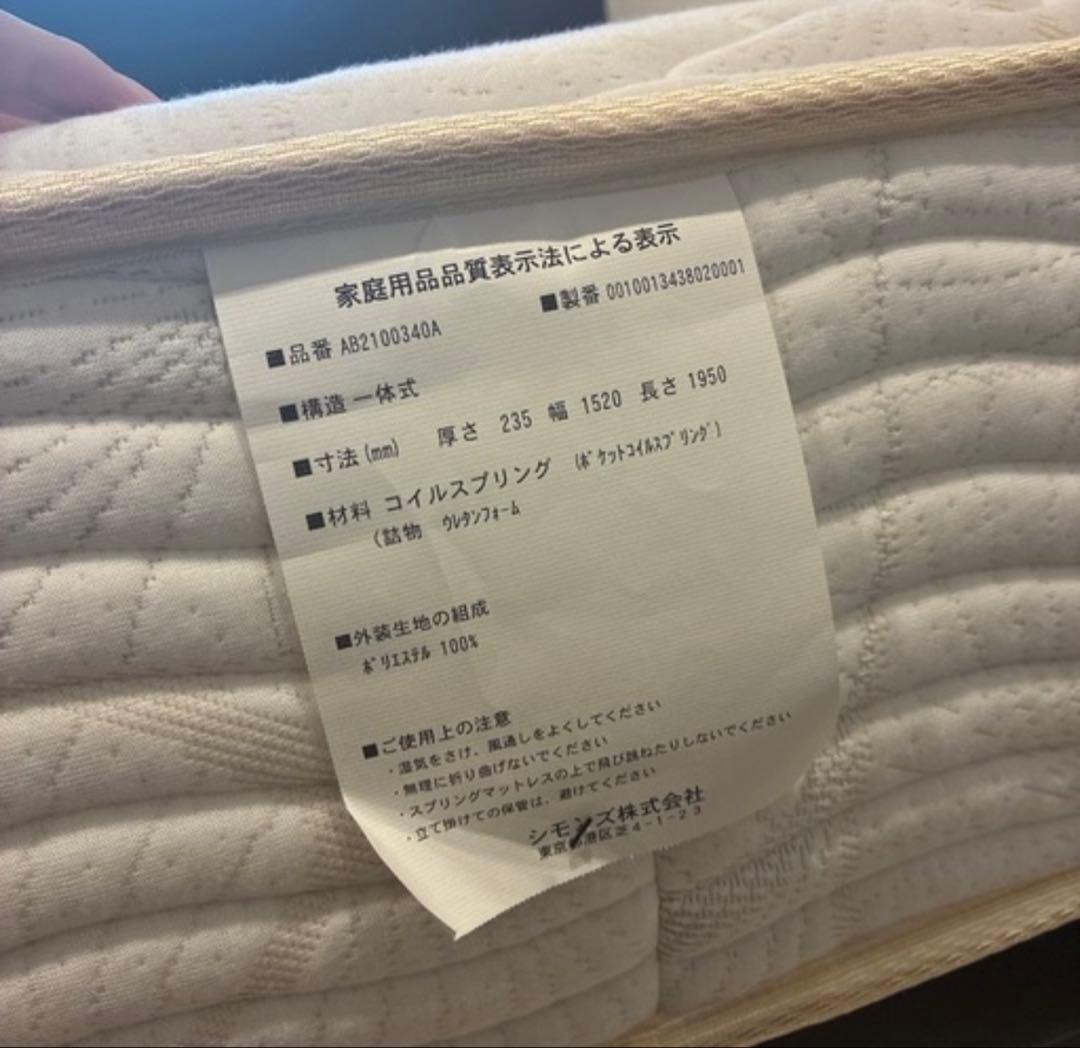 家庭用品品質表示法による表示
■品番 AB2100340A ■製番 0010013438020001
■構造 一体式
■寸法(mm) 厚さ 235 幅 1520 長さ 1950
■材料 コイルスプリング (ﾎﾟｹｯﾄｺｲﾙｽﾌﾟﾘﾝｸﾞ)
(詰物 ｳﾚﾀﾝﾌｫｰﾑ
■外装生地の組成
ﾎﾟﾘｴｽﾃﾙ 100%
■ご使用上の注意
・湿気をさけ、風通しをよくしてください
・無理に折り曲げないでください
・スプリングマットレスの上で飛び跳ねたりしないでください
・立て掛けての保管は、避けてください
シモンズ株式会社
東京都港区芝4-1-23